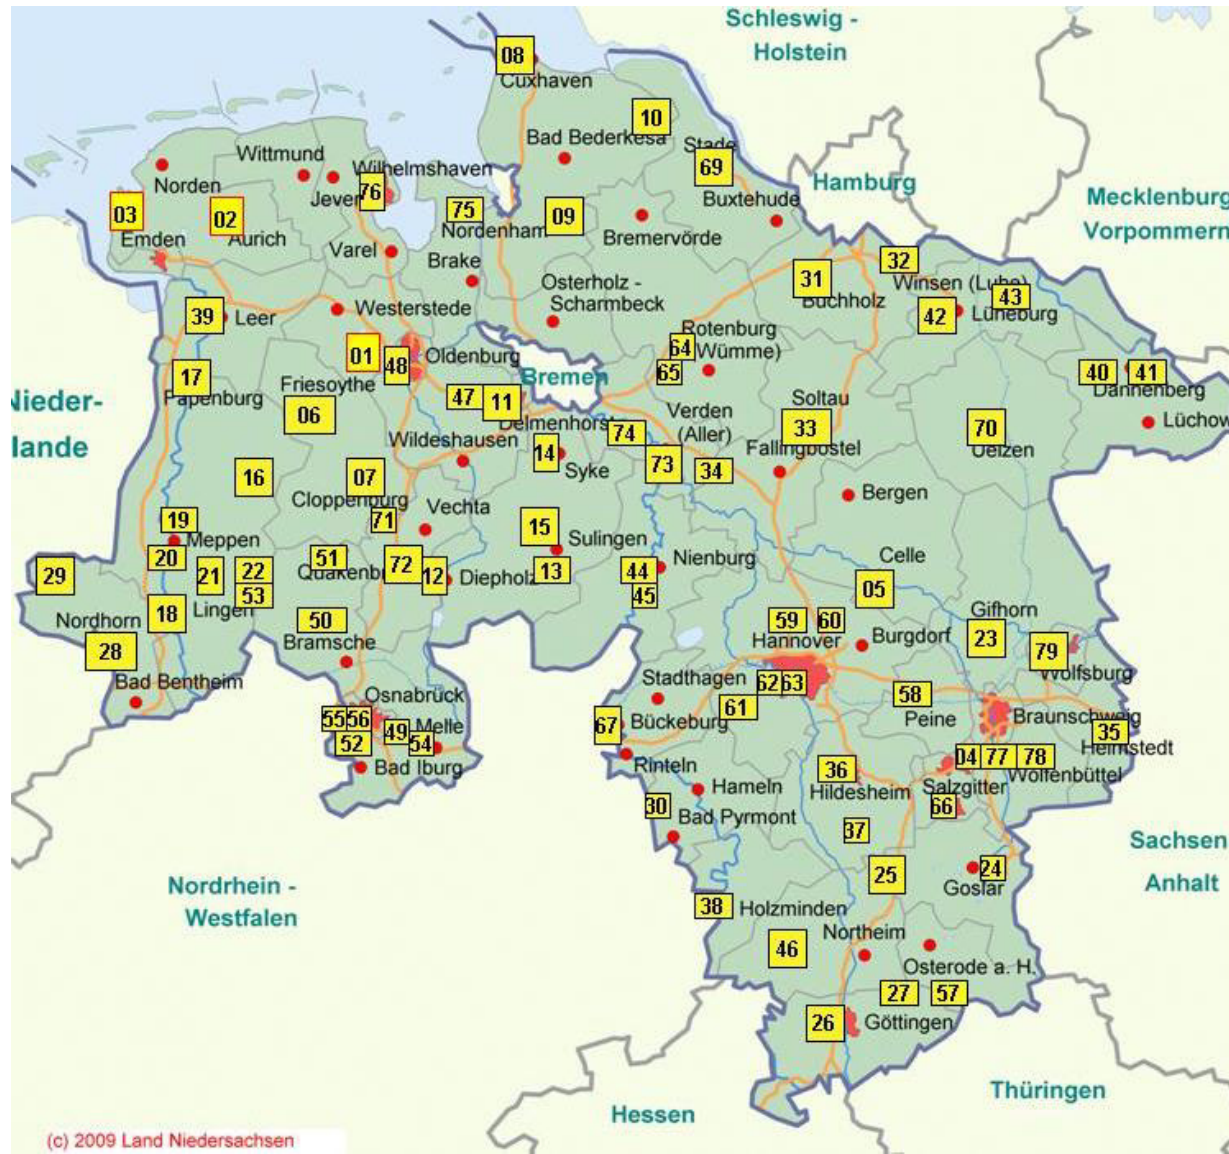 Schleswig -
Holstein
08
Cuxhaven
10
Bad Bederkesa
Stade
69
Wittmund
Wilhelmshaven
Norden
Jever
76
Hamburg
Mecklenburg
Vorpommern
03
02
75
09
Buxtehude
Emden
Aurich
Nordenham
Bremervörde
Varel
Brake
32
31
Osterholz -
Scharmbeck
Winsen (Luhe)
43
Buchholz
39
Leer
Westerstede
42
Lüneburg
Rotenburg
(Wümme)
64
01
48
Oldenburg
65
17
Bremen
40
41
Papenburg
Friesoythe
47
11
Dannenberg
Nieder-
lande
06
Delmenhorst
Verden
(Aller)
Soltau
33
70
Lüchow
Wildeshausen
74
14
Syke
73
34
Fallingbostel
Uelzen
16
07
Cloppenburg
Bergen
19
71
Vechta
15
Meppen
Sulingen
20
51
72
Nienburg
Celle
29
21
22
12
Diepholz
13
44
05
53
45
18
Lingen
Gifhorn
Nordhorn
50
59
60
23
Bramsche
Hannover
Burgdorf
79
28
Wolfsburg
Bad Bentheim
Stadthagen
62
63
58
Osnabrück
61
55
56
49
Melle
67
Bückeburg
Peine
Braunschweig
35
52
54
Helmstedt
04
77
78
Bad Iburg
Rinteln
36
Wolfenbüttel
Hameln
Hildesheim
Salzgitter
30
66
Bad Pyrmont
37
Sachsen
Anhalt
24
25
Goslar
Nordrhein -
Westfalen
38
Holzminden
46
Northeim
Osterode a. H.
27
57
26
Göttingen
Thüringen
Hessen
(c) 2009 Land Niedersachsen